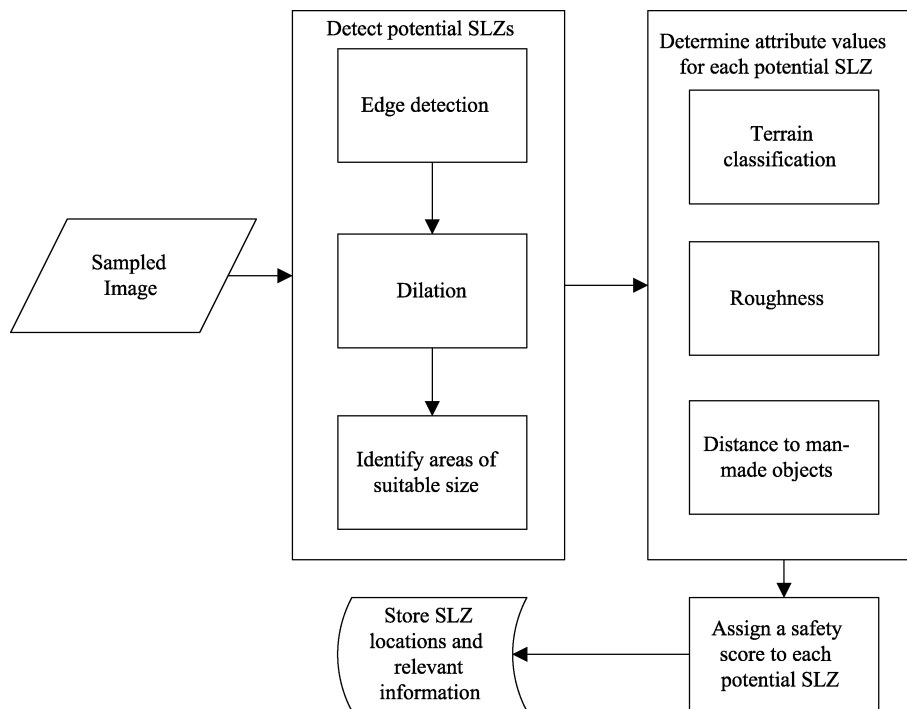 Detect potential SLZs
Edge detection
Dilation
Identify areas of
suitable size
Sampled
Image
Determine attribute values
for each potential SLZ
Terrain
classification
Roughness
Distance to man-
made objects
Assign a safety
score to each
potential SLZ
Store SLZ
locations and
relevant
information